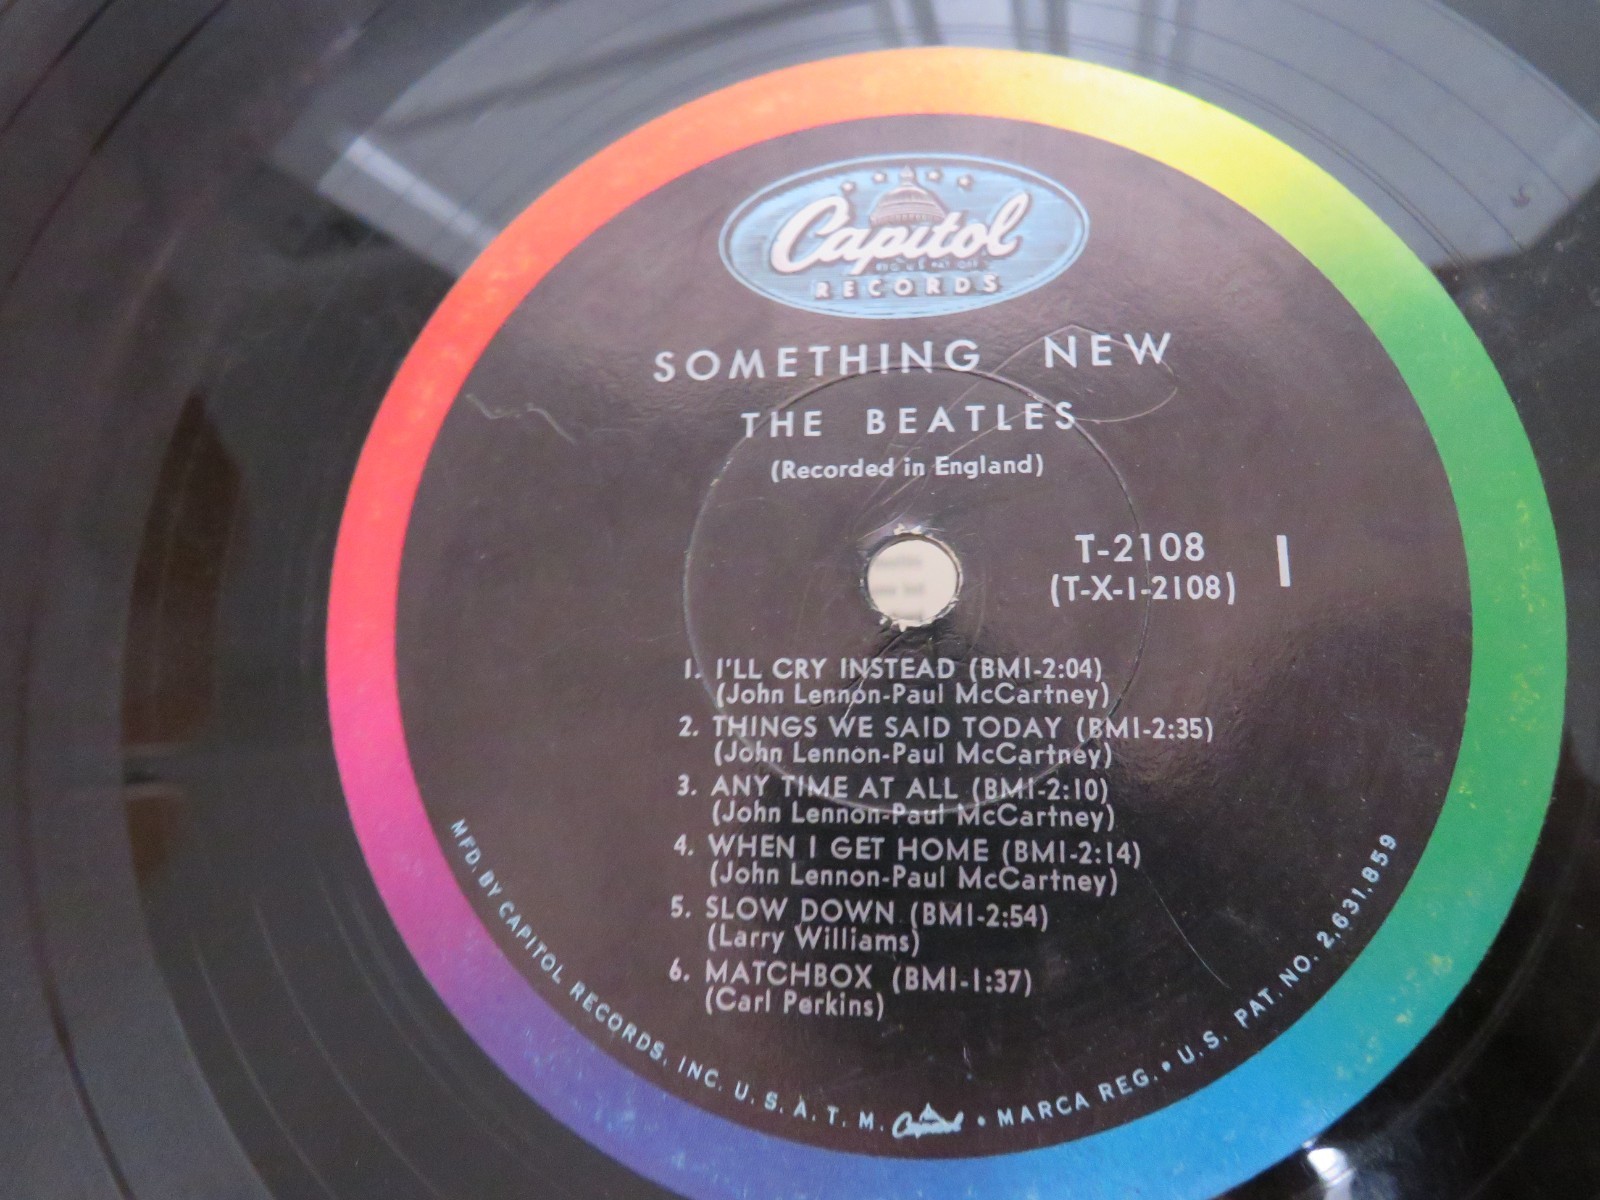 Capitol
RECORDS
SOMETHING NEW
THE BEATLES
(Recorded in England)
T-2108
(T-X-1-2108)
1
1. I'LL CRY INSTEAD (BMI-2:04)
(John Lennon-Paul McCartney)
2. THINGS WE SAID TODAY (BMI-2:35)
(John Lennon-Paul McCartney)
3. ANY TIME AT ALL (BMI-2:10)
(John Lennon-Paul McCartney)
4. WHEN I GET HOME (BMI-2:14)
(John Lennon-Paul McCartney)
5. SLOW DOWN (BMI-2:54)
(Larry Williams)
6. MATCHBOX (BMI-1:37)
(Carl Perkins)
MFD. BY CAPITOL RECORDS, INC. U.S.A. T.M. Capitol • MARCA REG. • U.S. PAT. NO. 2,631,859